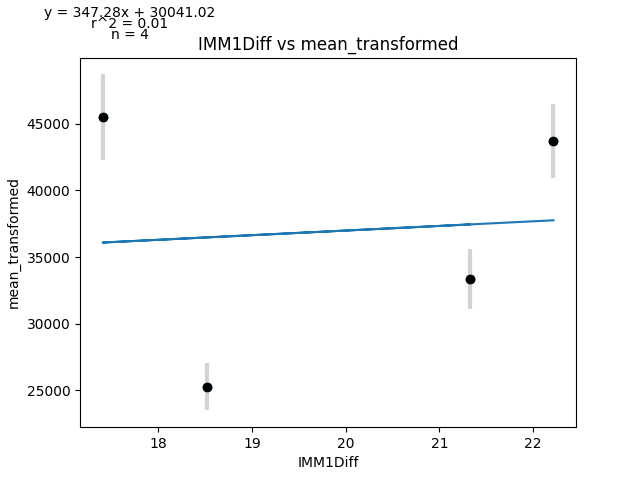 y = 347.28x + 30041.02
r^2 = 0.01
n = 4
IMM1Diff vs mean_transformed
45000
40000
35000
30000
25000
mean_transformed
18 19 20 21 22
IMM1Diff